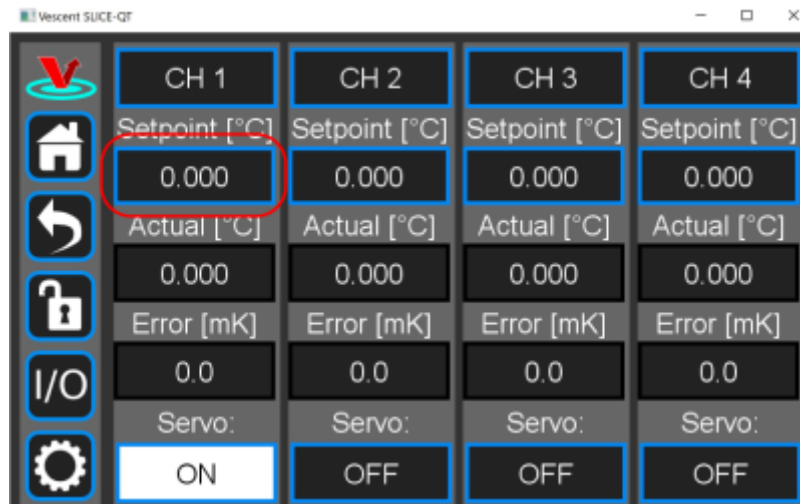 Vescent SLICE-QT
CH 1 CH 2 CH 3 CH 4
Setpoint [°C] Setpoint [°C] Setpoint [°C] Setpoint [°C]
0.000 0.000 0.000 0.000
Actual [°C] Actual [°C] Actual [°C] Actual [°C]
0.000 0.000 0.000 0.000
Error [mK] Error [mK] Error [mK] Error [mK]
I/O 0.0 0.0 0.0 0.0
Servo: Servo: Servo: Servo:
ON OFF OFF OFF